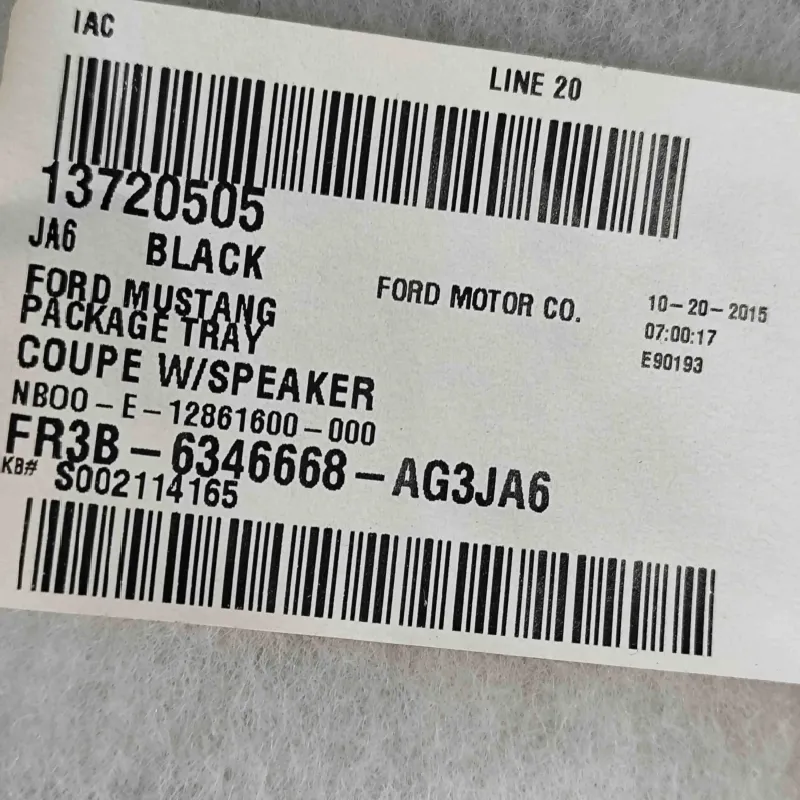 IAC
LINE 20
13720505
JA6 BLACK
FORD MOTOR CO.
10-20-2015
07:00:17
E90193
FORD MUSTANG
PACKAGE TRAY
COUPE W/SPEAKER
NBOO-E-12861600-000
FR3B-6346668-AG3JA6
KB# S002114165